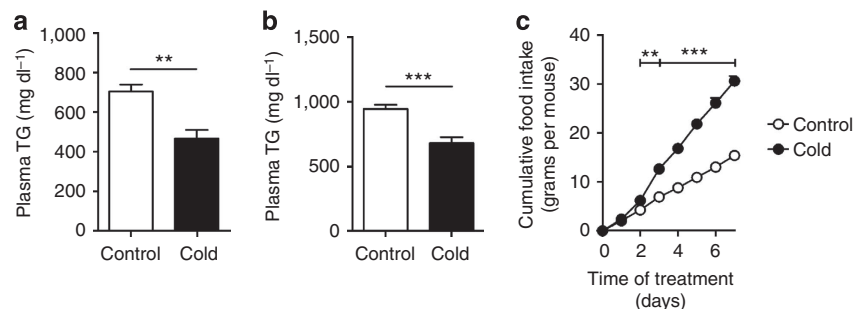 a
Plasma TG (mg dl⁻¹)
1,000
800
600
400
200
0
**
Control Cold
b
Plasma TG (mg dl⁻¹)
1,500
1,000
500
0
***
Control Cold
c
Cumulative food intake
(grams per mouse)
40
30
20
10
0
** ***
0 2 4 6
Time of treatment
(days)
Control
Cold